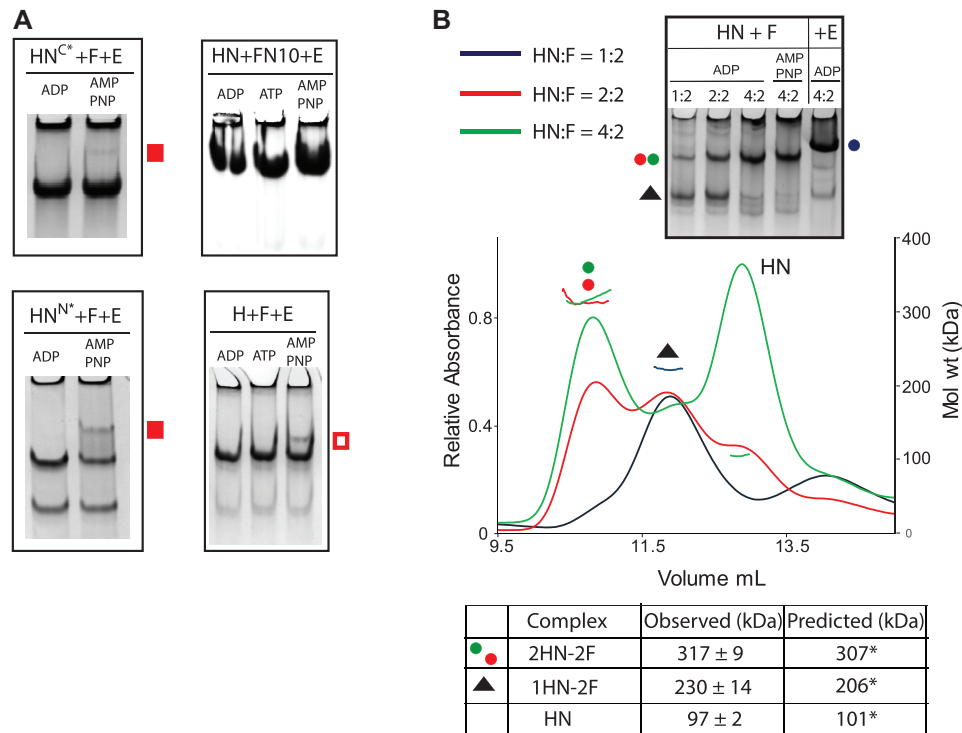 A
HN^C* +F+E
ADP
AMP
PNP
HN+FN10+E
ADP
ATP
AMP
PNP
HN^N* +F+E
ADP
AMP
PNP
H+F+E
ADP
ATP
AMP
PNP
B
HN:F = 1:2
HN:F = 2:2
HN:F = 4:2
HN + F
+E
ADP
AMP
PNP
ADP
1:2
2:2
4:2
4:2
4:2
HN
Relative Absorbance
0.8
0.4
0
Mol wt (kDa)
400
300
200
100
0
9.5
11.5
13.5
Volume mL
Complex Observed (kDa) Predicted (kDa)
2HN-2F 317 ± 9 307*
1HN-2F 230 ± 14 206*
HN 97 ± 2 101*